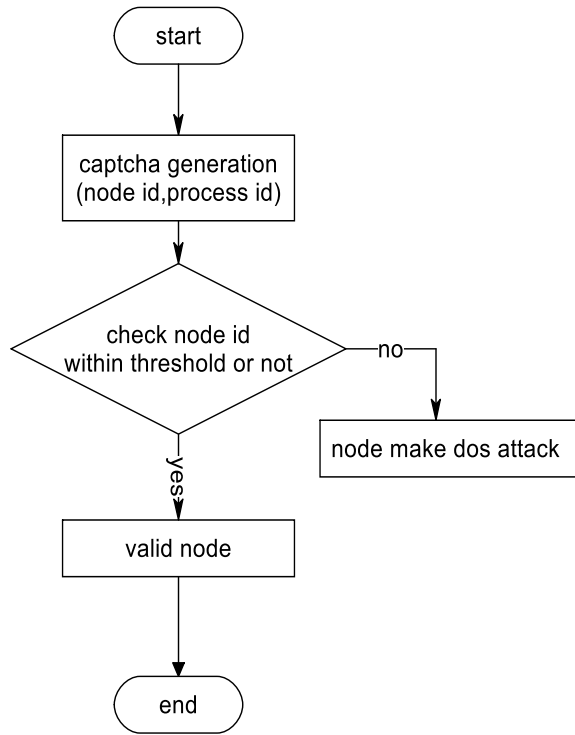 start
captcha generation
(node id,process id)
check node id
within threshold or not
no
node make dos attack
yes
valid node
end